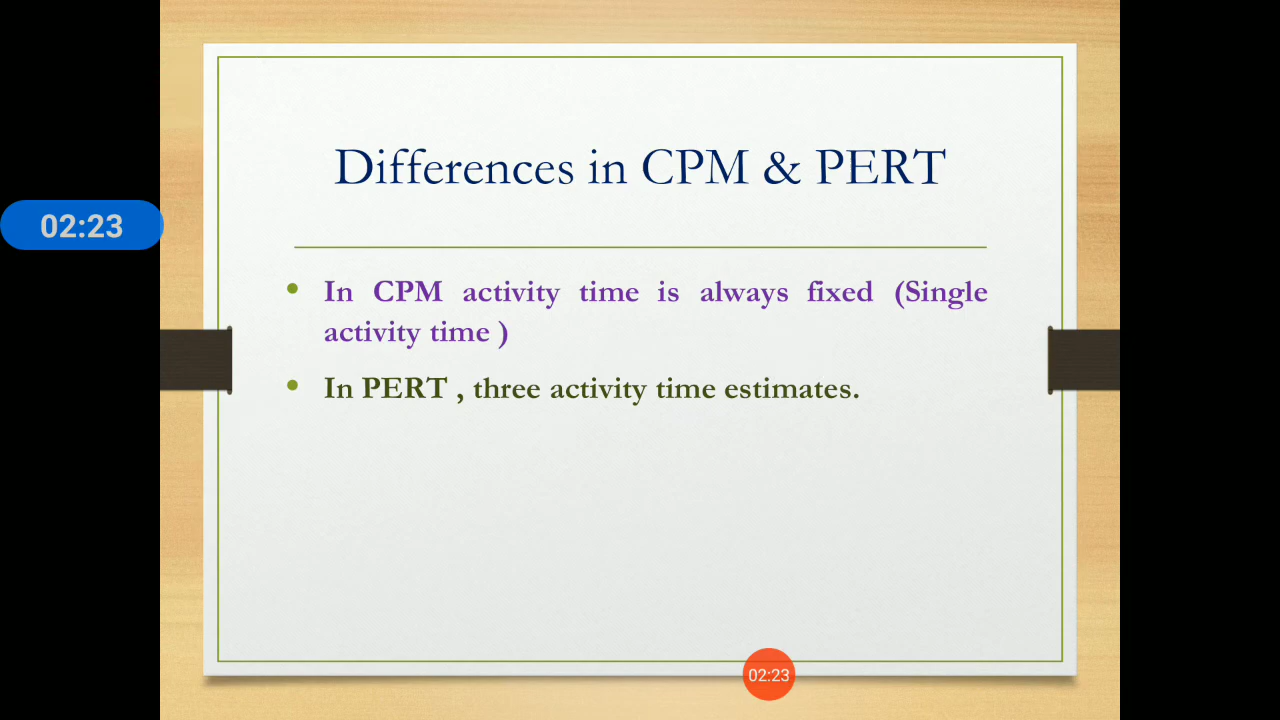 Differences in CPM & PERT
02:23
• In CPM activity time is always fixed (Single
activity time )
• In PERT , three activity time estimates.
02:23